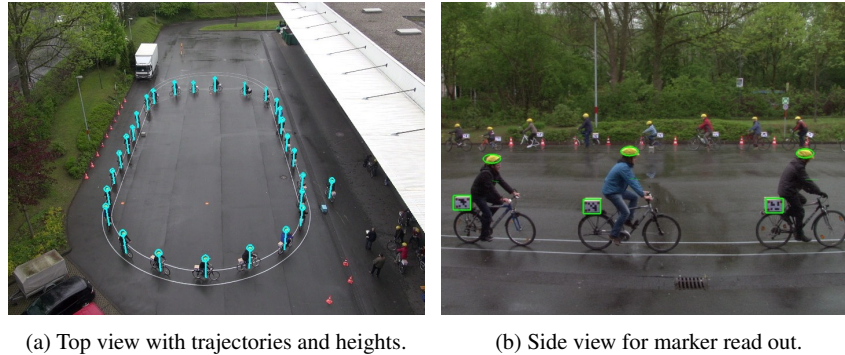 (a) Top view with trajectories and heights.
(b) Side view for marker read out.